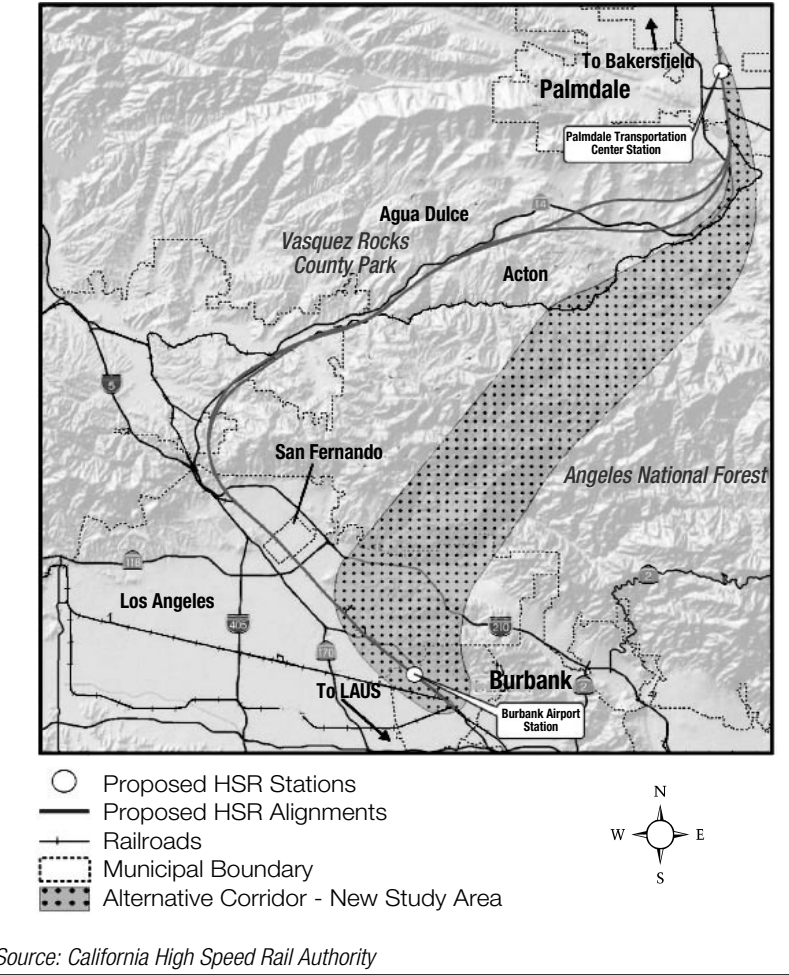 To Bakersfield
Palmdale
Palmdale Transportation
Center Station
14
Agua Dulce
Vasquez Rocks
County Park
Acton
5
San Fernando
Angeles National Forest
118
2
Los Angeles
405
210
170
To LAUS
Burbank
2
Burbank Airport
Station
Proposed HSR Stations
Proposed HSR Alignments
Railroads
Municipal Boundary
Alternative Corridor - New Study Area
N
W
E
S
Source: California High Speed Rail Authority